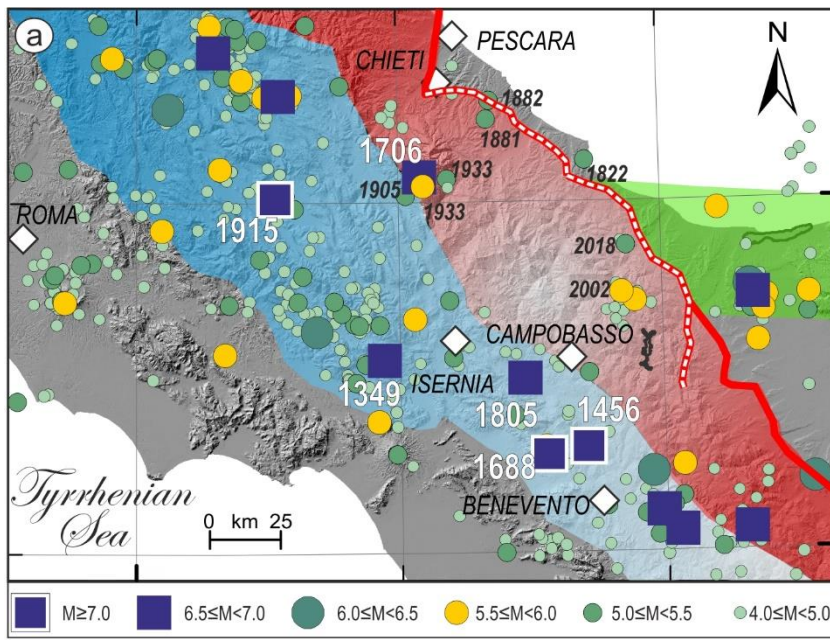 a
PESCARA
N
CHIETI
1882
1881
1706
1933
1822
1905
1933
ROMA
1915
2018
2002
CAMPOBASSO
ISERNIA
1349
1805
1456
1688
BENEVENTO
Tyrrhenian
Sea
0 km 25
M≥7.0 6.5≤M<7.0 6.0≤M<6.5 5.5≤M<6.0 5.0≤M<5.5 4.0≤M<5.0